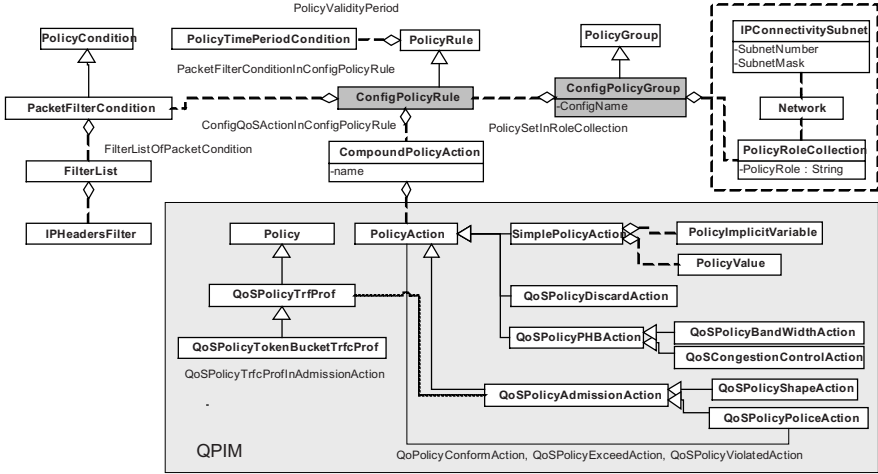 PolicyValidityPeriod
PolicyCondition
PolicyTimePeriodCondition
PolicyRule
PolicyGroup
IPConnectivitySubnet
-SubnetNumber
-SubnetMask
PacketFilterConditionInConfigPolicyRule
PacketFilterCondition
ConfigPolicyRule
ConfigPolicyGroup
-ConfigName
Network
ConfigQoSActionInConfigPolicyRule
PolicySetInRoleCollection
FilterListOfPacketCondition
CompoundPolicyAction
-name
PolicyRoleCollection
-PolicyRole : String
FilterList
IPHeadersFilter
Policy
PolicyAction
SimplePolicyAction
PolicyImplicitVariable
PolicyValue
QoSPolicyTrfProf
QoSPolicyDiscardAction
QoSPolicyTokenBucketTrfcProf
QoSPolicyPHBAction
QoSPolicyBandWidthAction
QoSCongestionControlAction
QoSPolicyTrfcProfInAdmissionAction
QoSPolicyAdmissionAction
QoSPolicyShapeAction
QoSPolicyPoliceAction
-
QPIM
QoPolicyConformAction, QoSPolicyExceedAction, QoSPolicyViolatedAction